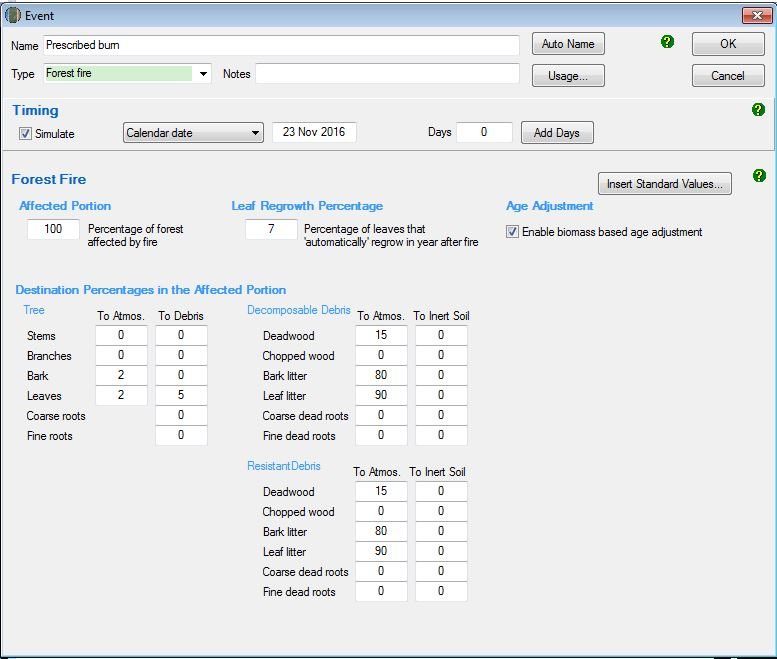 Event
Name Prescribed burn Auto Name ? OK
Type Forest fire Notes Usage... Cancel
Timing ?
Simulate Calendar date 23 Nov 2016 Days 0 Add Days
Forest Fire Insert Standard Values... ?
Affected Portion Leaf Regrowth Percentage Age Adjustment
100 Percentage of forest 7 Percentage of leaves that Enable biomass based age adjustment
affected by fire 'automatically' regrow in year after fire
Destination Percentages in the Affected Portion
Tree To Atmos. To Debris Decomposable Debris To Atmos. To Inert Soil
Stems 0 0 Deadwood 15 0
Branches 0 0 Chopped wood 0 0
Bark 2 0 Bark litter 80 0
Leaves 2 5 Leaf litter 90 0
Coarse roots 0 Coarse dead roots 0 0
Fine roots 0 Fine dead roots 0 0
ResistantDebris To Atmos. To Inert Soil
Deadwood 15 0
Chopped wood 0 0
Bark litter 80 0
Leaf litter 90 0
Coarse dead roots 0 0
Fine dead roots 0 0